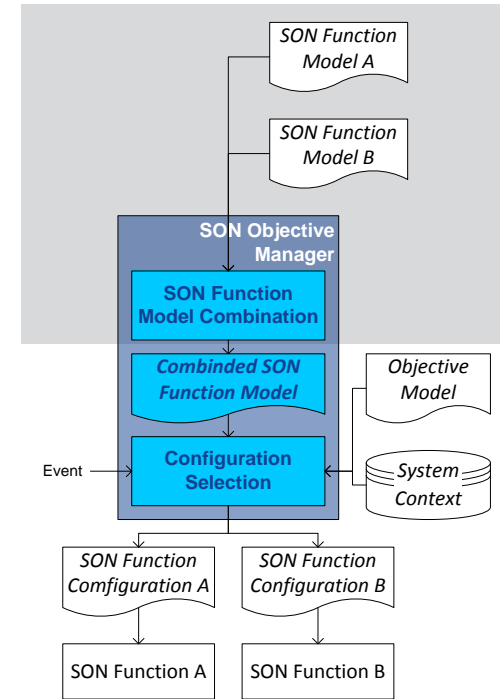 SON Function
Model A
SON Function
Model B
SON Objective
Manager
SON Function
Model Combination
Combinded SON
Function Model
Objective
Model
Event
Configuration
Selection
System
Context
SON Function
Comfiguration A
SON Function
Configuration B
SON Function A
SON Function B